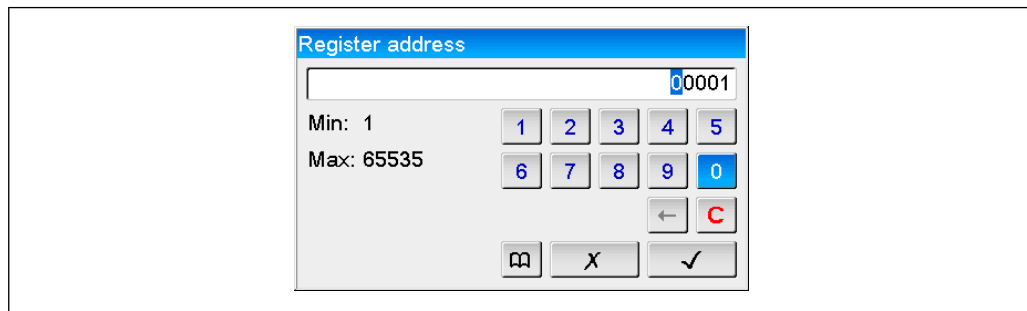 Register address
00001
Min: 1
Max: 65535
1 2 3 4 5
6 7 8 9 0
← C
✗ ✓